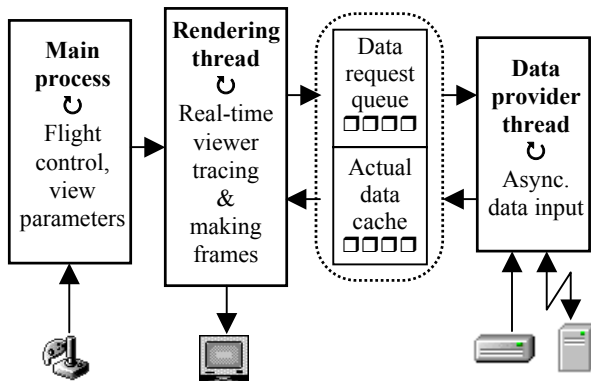 Main
process
Flight
control,
view
parameters
Rendering
thread
Real-time
viewer
tracing
&
making
frames
Data
request
queue
Actual
data
cache
Data
provider
thread
Async.
data input